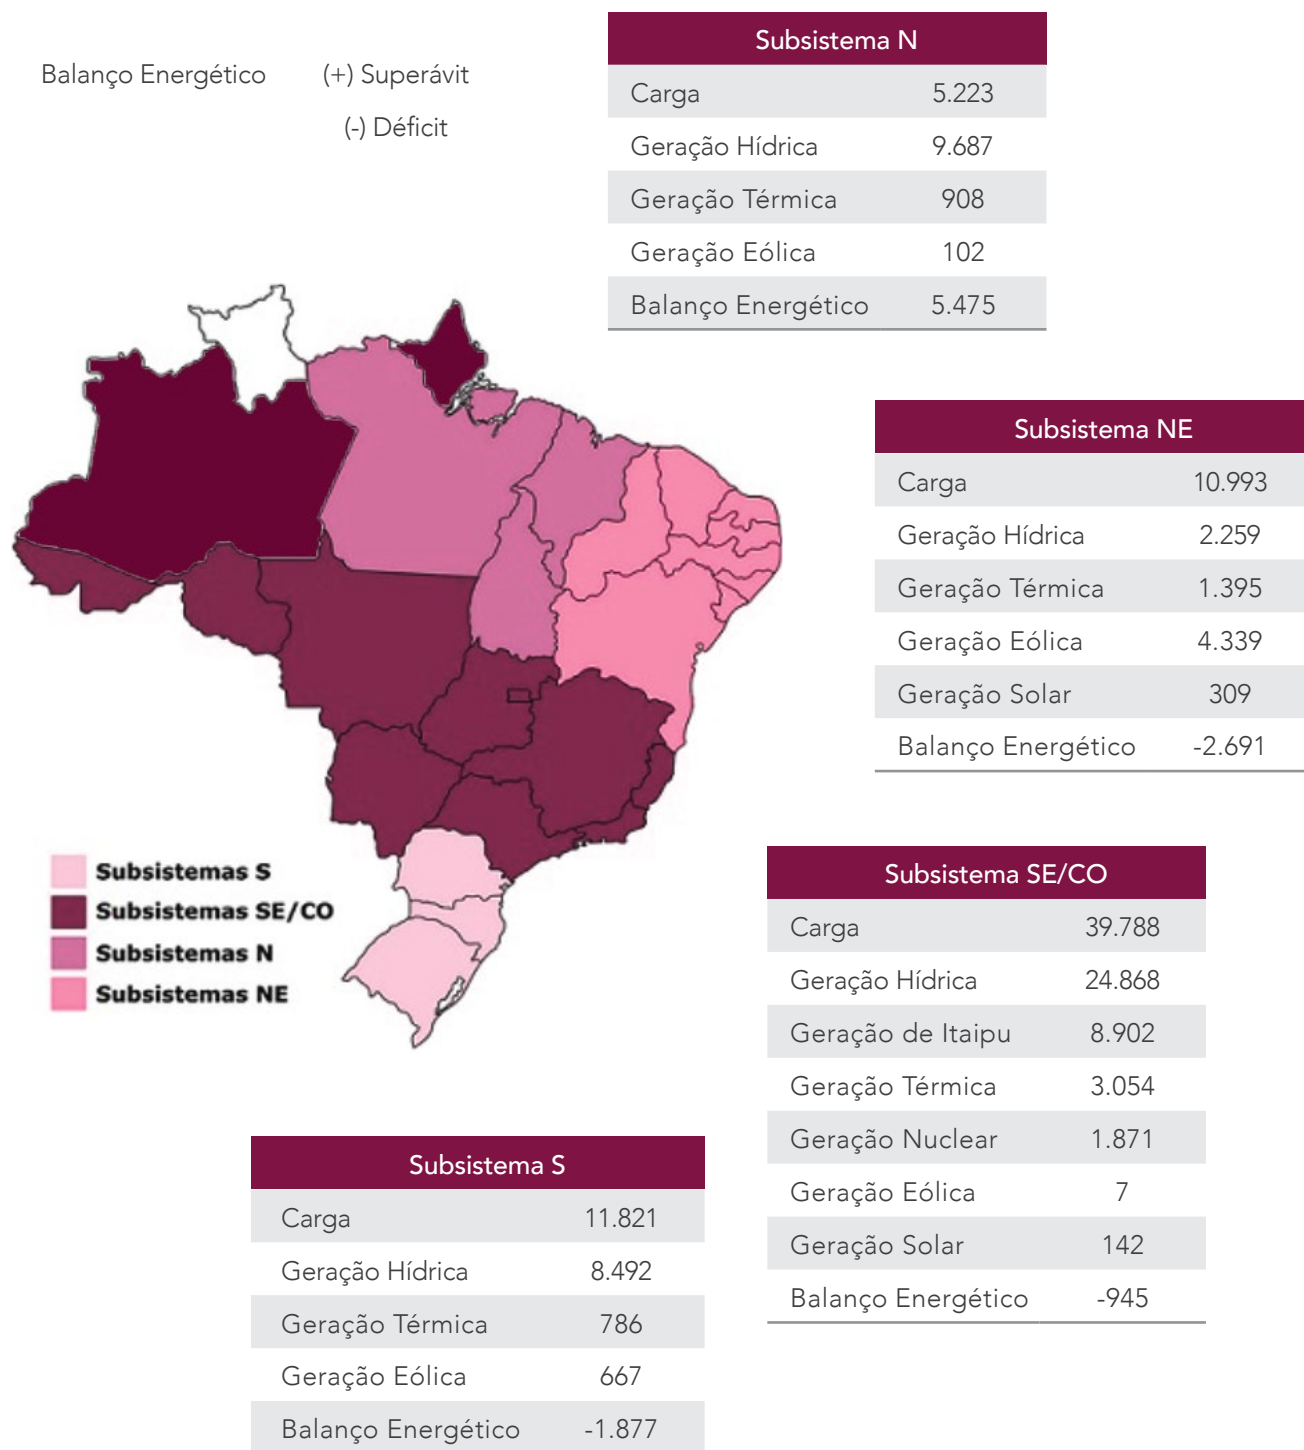 Balanço Energético (+) Superávit
(-) Déficit
Subsistema N
Carga 5.223
Geração Hídrica 9.687
Geração Térmica 908
Geração Eólica 102
Balanço Energético 5.475
Subsistema NE
Carga 10.993
Geração Hídrica 2.259
Geração Térmica 1.395
Geração Eólica 4.339
Geração Solar 309
Balanço Energético -2.691
Subsistemas S
Subsistemas SE/CO
Subsistemas N
Subsistemas NE
Subsistema SE/CO
Carga 39.788
Geração Hídrica 24.868
Geração de Itaipu 8.902
Geração Térmica 3.054
Geração Nuclear 1.871
Geração Eólica 7
Geração Solar 142
Balanço Energético -945
Subsistema S
Carga 11.821
Geração Hídrica 8.492
Geração Térmica 786
Geração Eólica 667
Balanço Energético -1.877